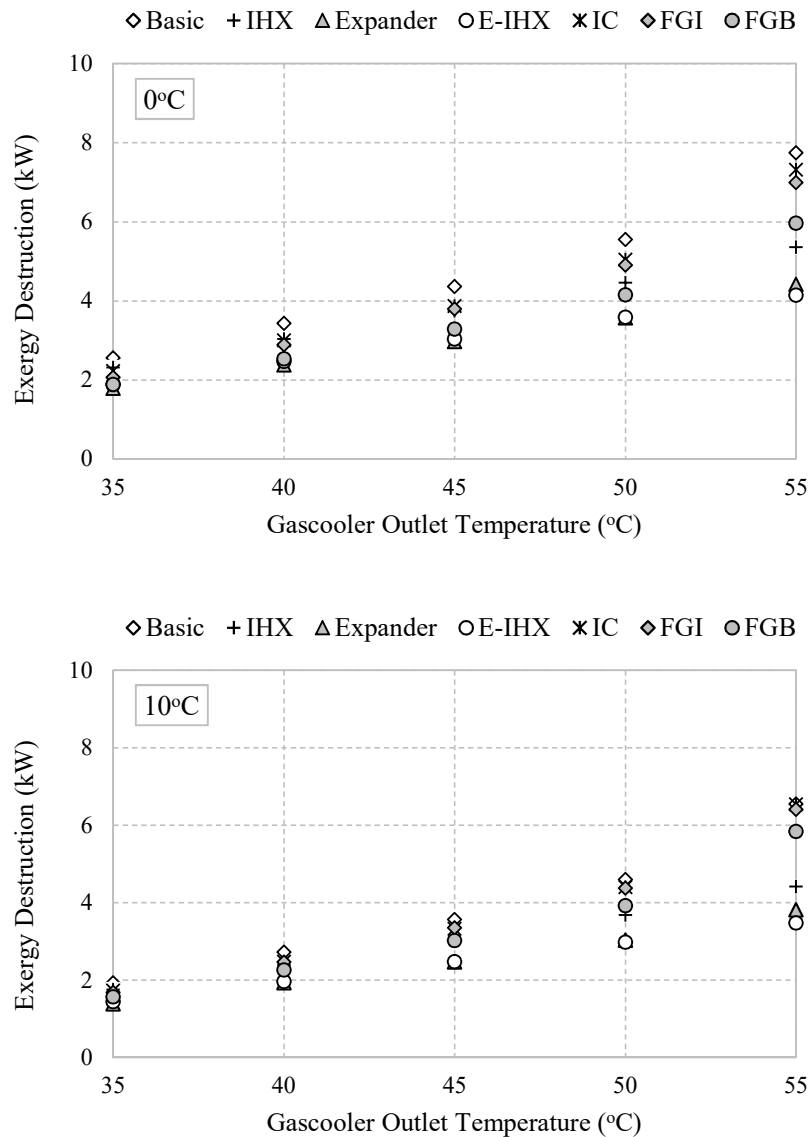 Basic IHX Expander E-IHX IC FGI FGB
10
0°C
8
6
4
2
0
Exergy Destruction (kW)
35 40 45 50 55
Gascooler Outlet Temperature (°C)
Basic IHX Expander E-IHX IC FGI FGB
10
10°C
8
6
4
2
0
Exergy Destruction (kW)
35 40 45 50 55
Gascooler Outlet Temperature (°C)